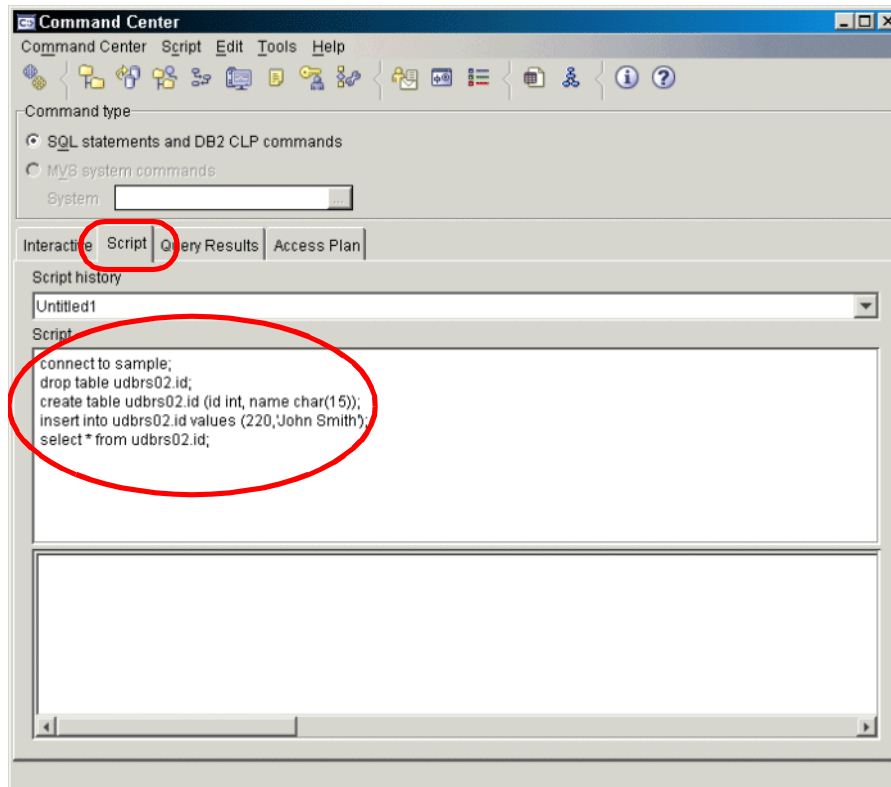 Command Center
Command Center Script Edit Tools Help
Command type
SQL statements and DB2 CLP commands
MVS system commands
System ...
Interactive Script Query Results Access Plan
Script history
Untitled1
Script
connect to sample;
drop table udbrs02.id;
create table udbrs02.id (id int, name char(15));
insert into udbrs02.id values (220,'John Smith');
select * from udbrs02.id;